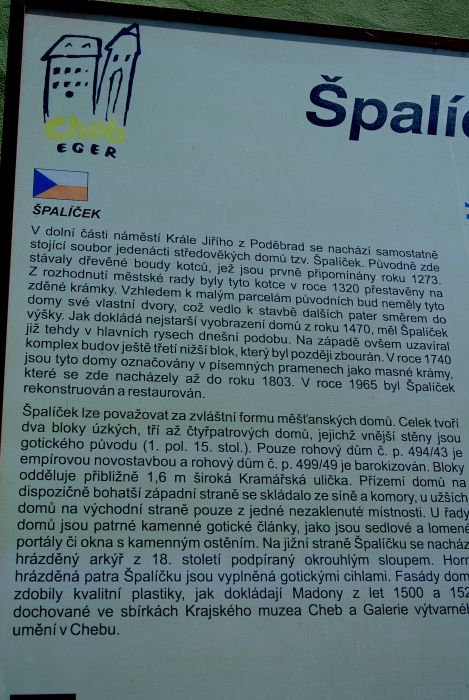 Cheb
EGER
Špalíč
ŠPALÍČEK
V dolní části náměstí Krále Jiřího z Poděbrad se nachází samostatně
stojící soubor jedenácti středověkých domů tzv. Špalíček. Původně zde
stávaly dřevěné boudy kotců, jež jsou prvně připomínány roku 1273.
Z rozhodnutí městské rady byly tyto kotce v roce 1320 přestavěny na
zděné krámky. Vzhledem k malým parcelám původních bud neměly tyto
domy své vlastní dvory, což vedlo k stavbě dalších pater směrem do
výšky. Jak dokládá nejstarší vyobrazení domů z roku 1470, měl Špalíček
již tehdy v hlavních rysech dnešní podobu. Na západě ovšem uzavíral
komplex budov ještě třetí nižší blok, který byl později zbourán. V roce 1740
jsou tyto domy označovány v písemných pramenech jako masné krámy,
které se zde nacházely až do roku 1803. V roce 1965 byl Špalíček
rekonstruován a restaurován.
Špalíček lze považovat za zvláštní formu měšťanských domů. Celek tvoří
dva bloky úzkých, tří až čtyřpatrových domů, jejichž vnější stěny jsou
gotického původu (1. pol. 15. stol.). Pouze rohový dům č. p. 494/43 je
empírovou novostavbou a rohový dům č. p. 499/49 je barokizován. Bloky
odděluje přibližně 1,6 m široká Kramářská ulička. Přízemí domů na
dispozičně bohatší západní straně se skládalo ze síně a komory, u užších
domů na východní straně pouze z jedné nezaklenuté místnosti. U řady
domů jsou patrné kamenné gotické články, jako jsou sedlové a lomené
portály či okna s kamenným ostěním. Na jižní straně Špalíčku se nacház
hrázděný arkýř z 18. století podpíraný okrouhlým sloupem. Horn
hrázděná patra Špalíčku jsou vyplněná gotickými cihlami. Fasády dom
zdobily kvalitní plastiky, jak dokládají Madony z let 1500 a 152
dochované ve sbírkách Krajského muzea Cheb a Galerie výtvarnéh
umění v Chebu.